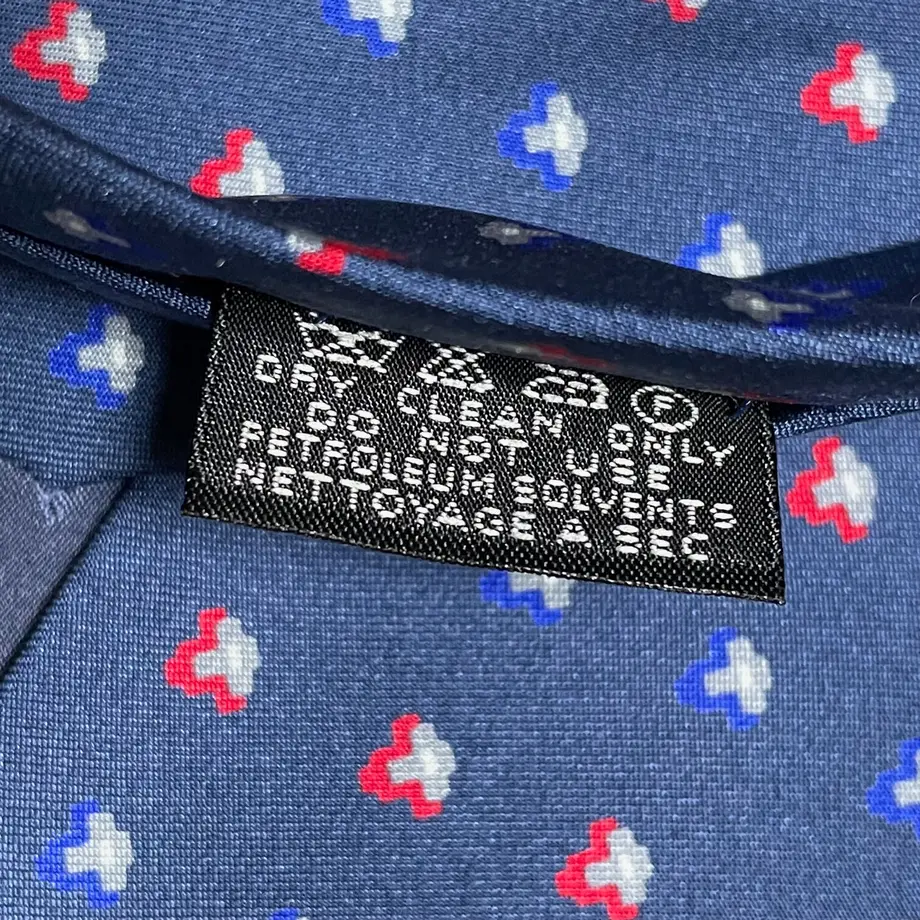 F
DRY CLEAN ONLY
DO NOT USE
PETROLEUM SOLVENTS
NETTOYAGE A SEC